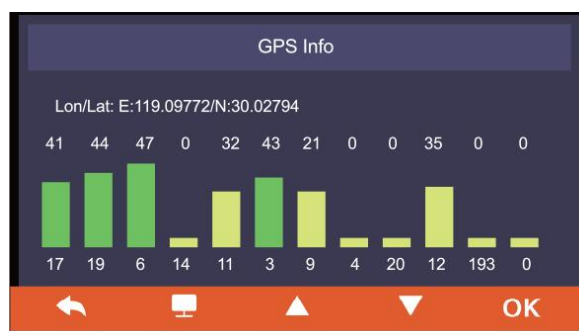 GPS Info
Lon/Lat: E:119.09772/N:30.02794
41 44 47 0 32 43 21 0 0 35 0 0
17 19 6 14 11 3 9 4 20 12 193 0
OK